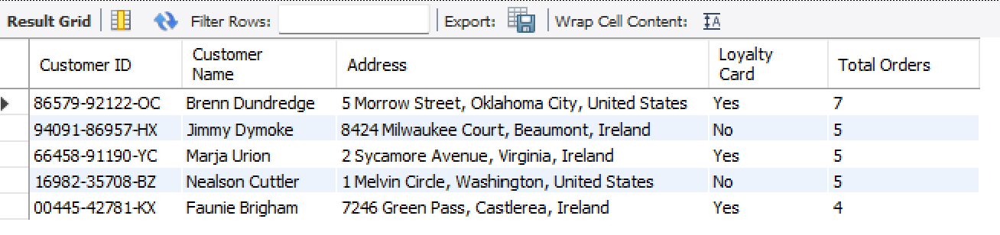 Result Grid Filter Rows: Export: Wrap Cell Content: IA
Customer ID Customer Name Address Loyalty Card Total Orders
86579-92122-OC Brenn Dundredge 5 Morrow Street, Oklahoma City, United States Yes 7
94091-86957-HX Jimmy Dymoke 8424 Milwaukee Court, Beaumont, Ireland No 5
66458-91190-YC Marja Urion 2 Sycamore Avenue, Virginia, Ireland Yes 5
16982-35708-BZ Nealson Cuttler 1 Melvin Circle, Washington, United States No 5
00445-42781-KX Faunie Brigham 7246 Green Pass, Castlerea, Ireland Yes 4